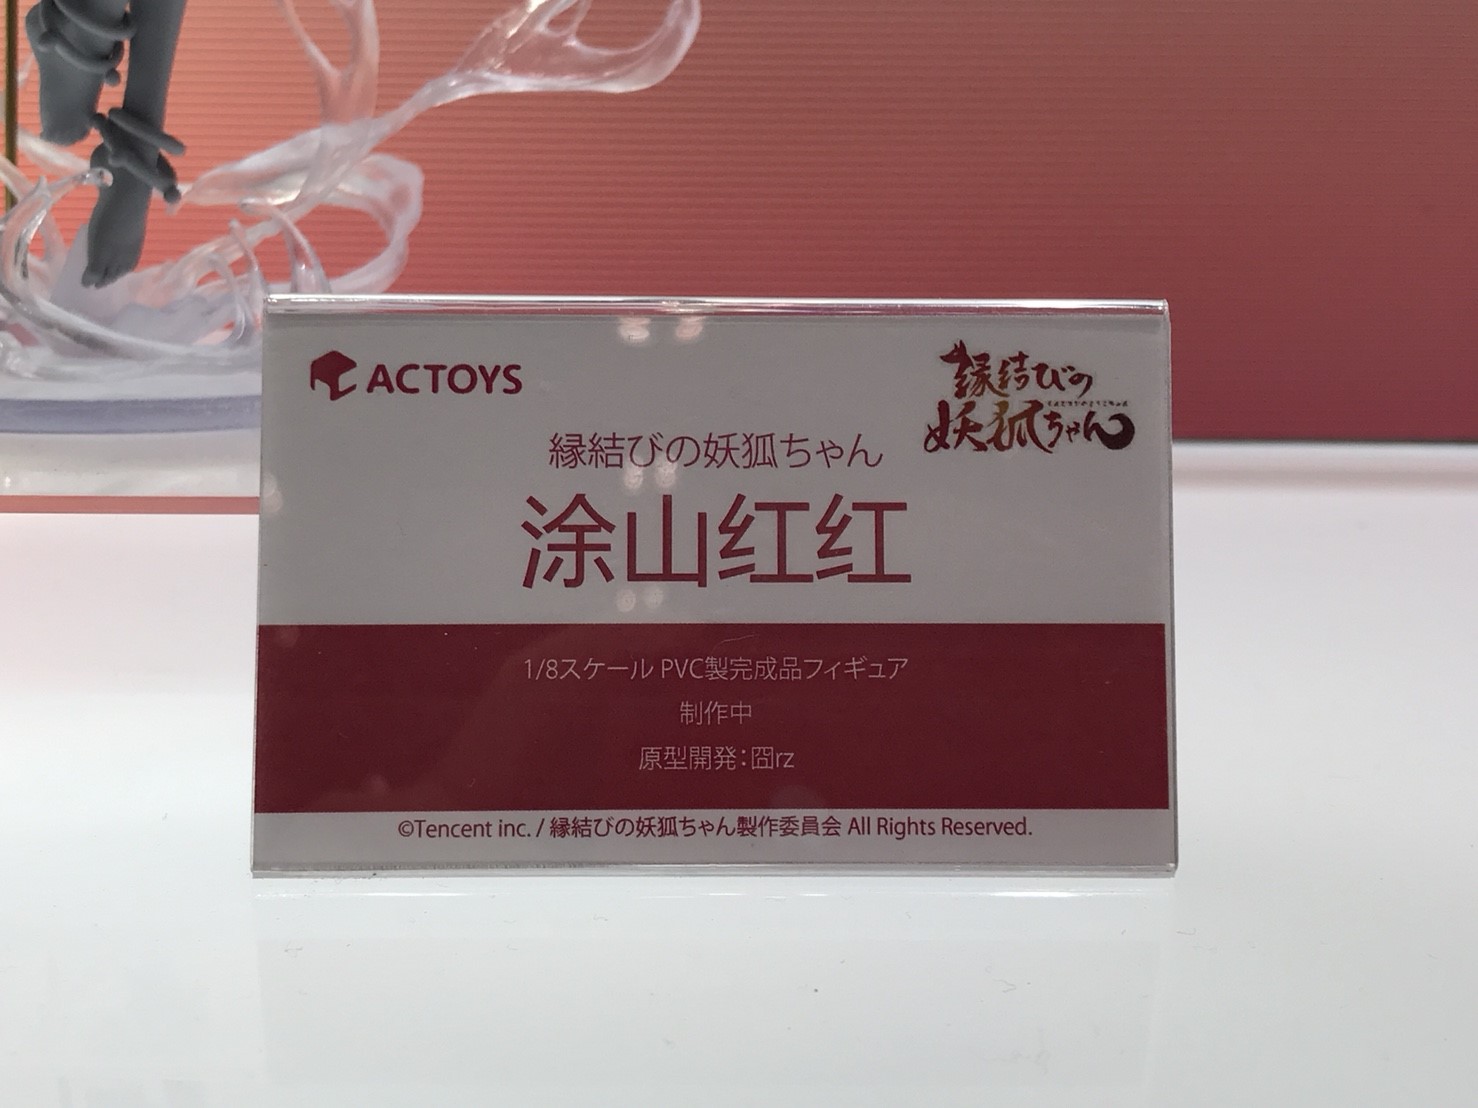 ACTOYS
縁結びの
妖狐ちゃん
縁結びの妖狐ちゃん
涂山红红
1/8スケール PVC製完成品フィギュア
制作中
原型開発：囧rz
©Tencent inc. / 縁結びの妖狐ちゃん製作委員会 All Rights Reserved.